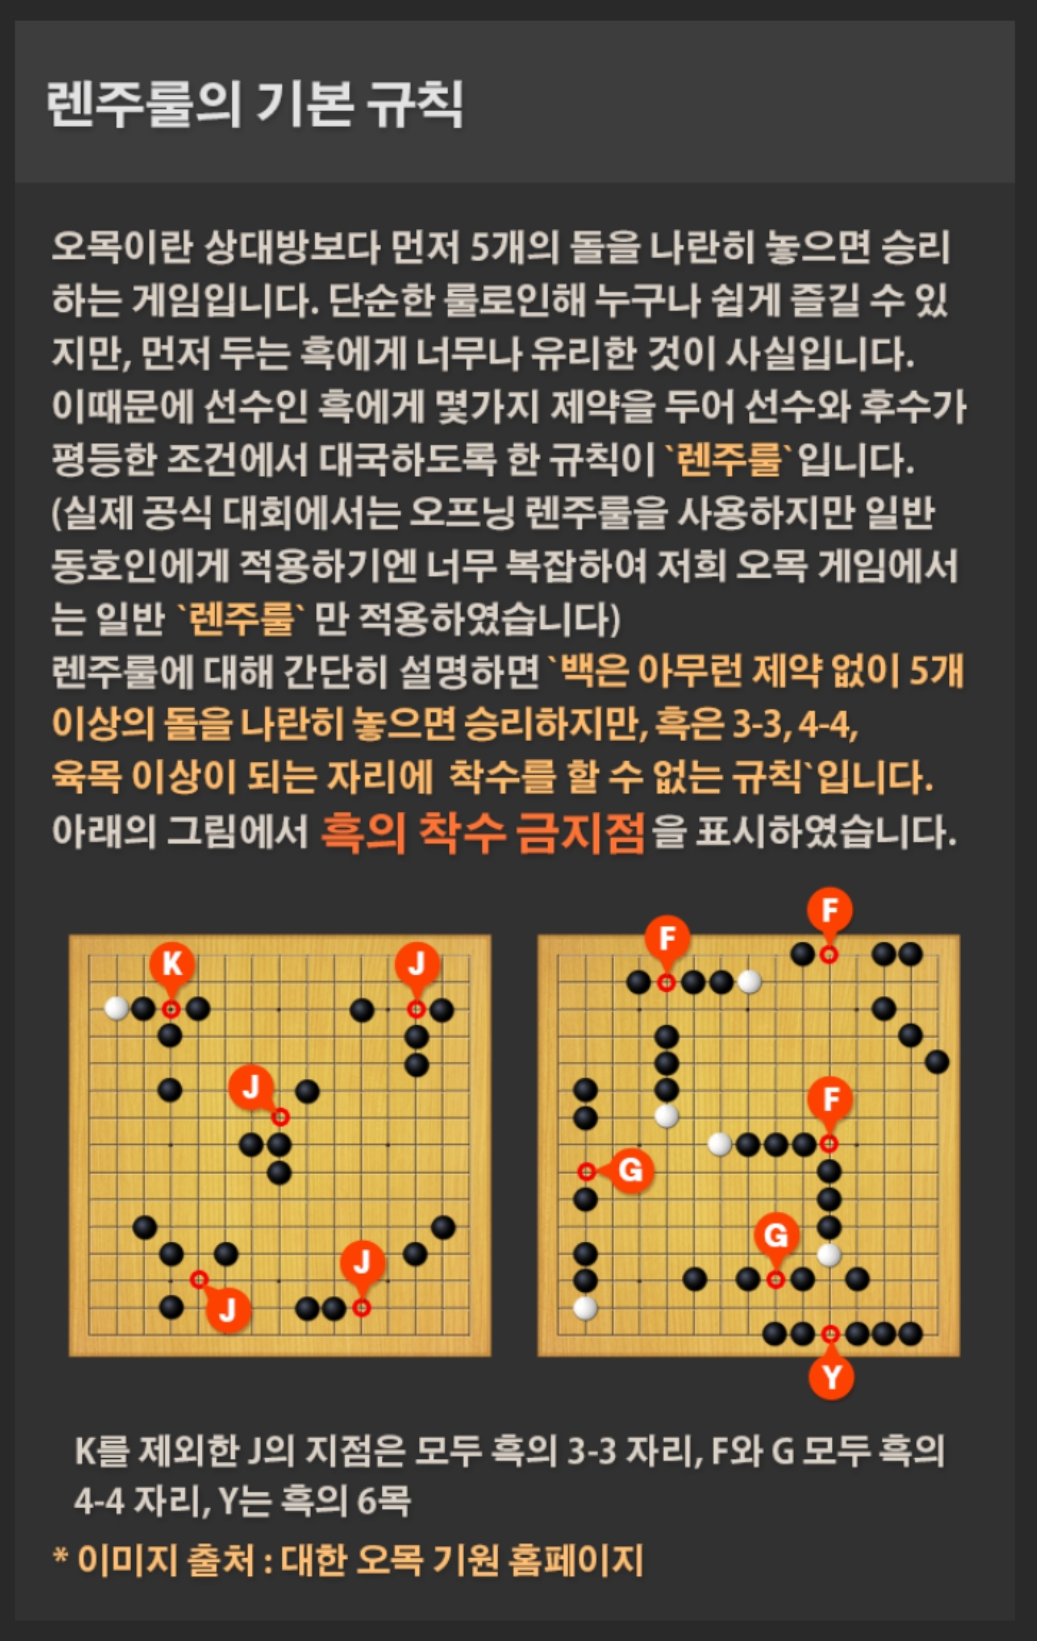 렌주룰의 기본 규칙
오목이란 상대방보다 먼저 5개의 돌을 나란히 놓으면 승리
하는 게임입니다. 단순한 룰로인해 누구나 쉽게 즐길 수 있
지만, 먼저 두는 흑에게 너무나 유리한 것이 사실입니다.
이때문에 선수인 흑에게 몇가지 제약을 두어 선수와 후수가
평등한 조건에서 대국하도록 한 규칙이 `렌주룰`입니다.
(실제 공식 대회에서는 오프닝 렌주룰을 사용하지만 일반
동호인에게 적용하기엔 너무 복잡하여 저희 오목 게임에서
는 일반 `렌주룰` 만 적용하였습니다)
렌주룰에 대해 간단히 설명하면 `백은 아무런 제약 없이 5개
이상의 돌을 나란히 놓으면 승리하지만, 흑은 3-3, 4-4,
육목 이상이 되는 자리에 착수를 할 수 없는 규칙`입니다.
아래의 그림에서 흑의 착수 금지점을 표시하였습니다.
K
J
J
J
J
F
F
F
G
G
Y
K를 제외한 J의 지점은 모두 흑의 3-3 자리, F와 G 모두 흑의
4-4 자리, Y는 흑의 6목
* 이미지 출처 : 대한 오목 기원 홈페이지